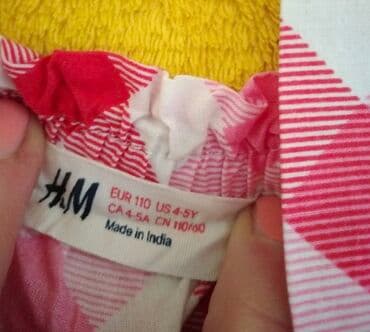 H&M
EUR 110 US 4-5Y
CA 4-5A CN 110/60
Made in India